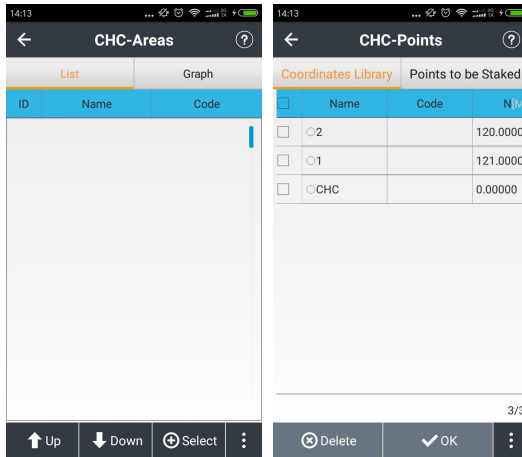 14:13
CHC-Areas
?
List Graph
ID Name Code
Up Down Select
14:13
CHC-Points
?
Coordinates Library Points to be Staked
Name Code N
2 120.0000
1 121.0000
CHC 0.00000
3/3
Delete OK